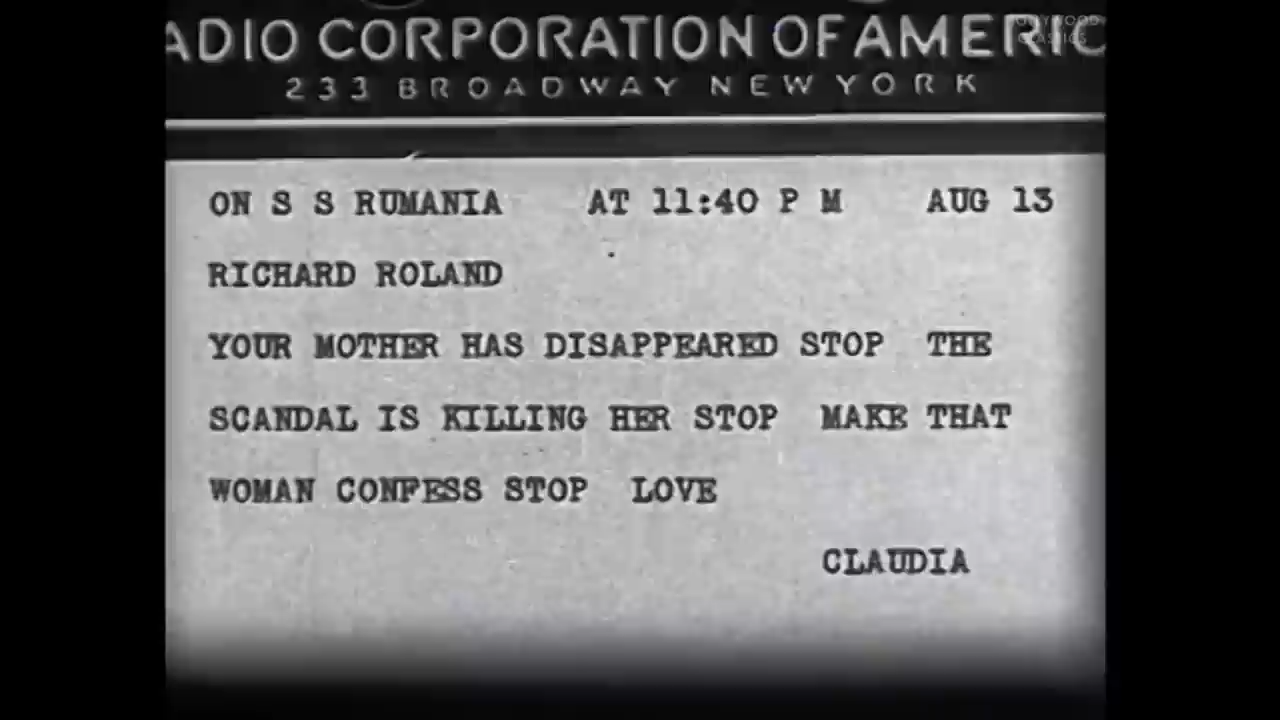 ADIO CORPORATION OF AMERIC
233 BROADWAY NEW YORK
ON S S RUMANIA AT 11:40 P M AUG 13
RICHARD ROLAND
YOUR MOTHER HAS DISAPPEARED STOP THE
SCANDAL IS KILLING HER STOP MAKE THAT
WOMAN CONFESS STOP LOVE
CLAUDIA